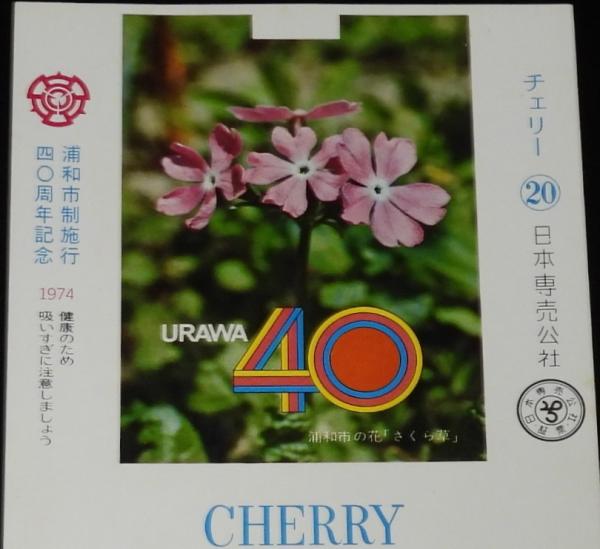 浦和市制施行
四〇周年記念
1974
健康のため
吸いすぎに注意しましょう
URAWA
40
浦和市の花「さくら草」
チェリー 20 日本専売公社
CHERRY